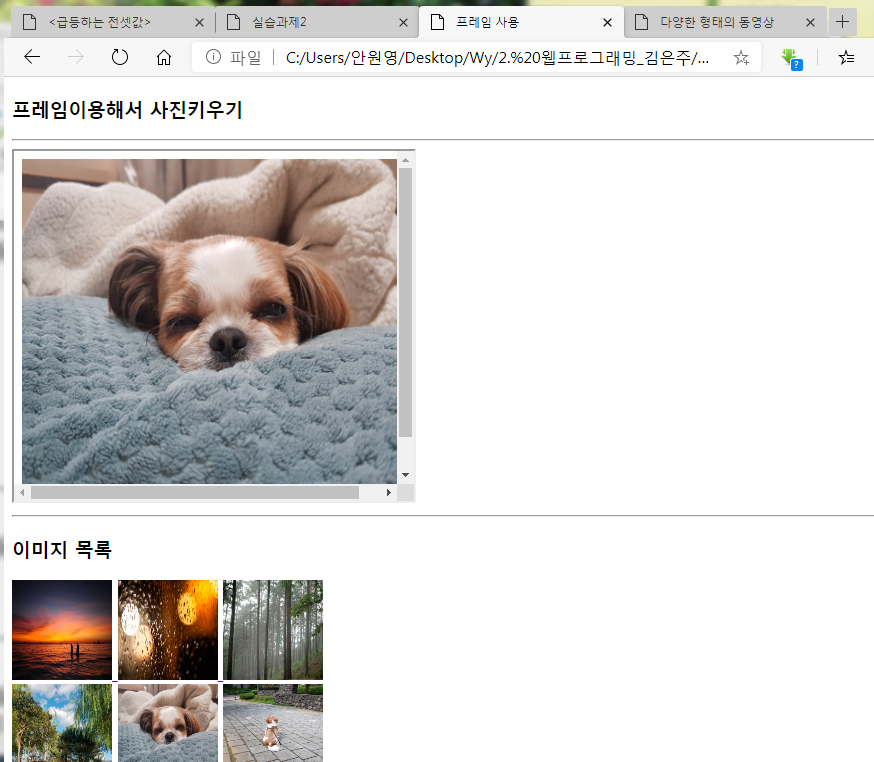 <급등하는 전셋값>
실습과제2
프레임 사용
다양한 형태의 동영상
파일 C:/Users/안원영/Desktop/Wy/2.%20웹프로그래밍_김은주/...
?
프레임이용해서 사진키우기
이미지 목록